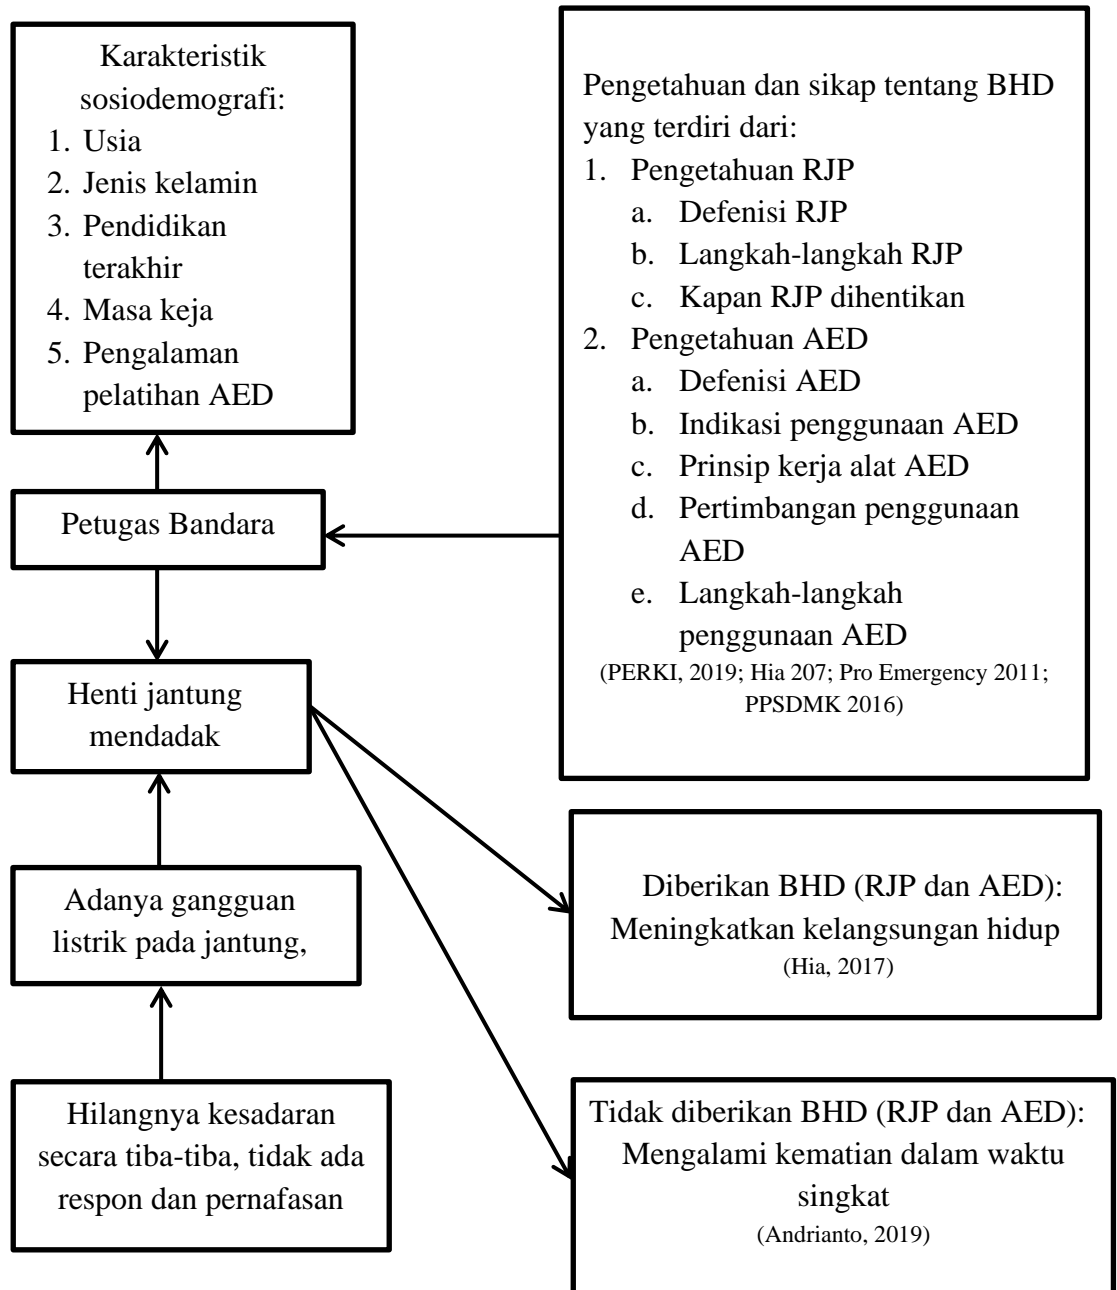 Karakteristik
sosiodemografi:
1. Usia
2. Jenis kelamin
3. Pendidikan
terakhir
4. Masa keja
5. Pengalaman
pelatihan AED
Petugas Bandara
Henti jantung
mendadak
Adanya gangguan
listrik pada jantung,
Hilangnya kesadaran
secara tiba-tiba, tidak ada
respon dan pernafasan
Pengetahuan dan sikap tentang BHD
yang terdiri dari:
1. Pengetahuan RJP
a. Defenisi RJP
b. Langkah-langkah RJP
c. Kapan RJP dihentikan
2. Pengetahuan AED
a. Defenisi AED
b. Indikasi penggunaan AED
c. Prinsip kerja alat AED
d. Pertimbangan penggunaan
AED
e. Langkah-langkah
penggunaan AED
(PERKI, 2019; Hia 207; Pro Emergency 2011;
PPSDMK 2016)
Diberikan BHD (RJP dan AED):
Meningkatkan kelangsungan hidup
(Hia, 2017)
Tidak diberikan BHD (RJP dan AED):
Mengalami kematian dalam waktu
singkat
(Andrianto, 2019)